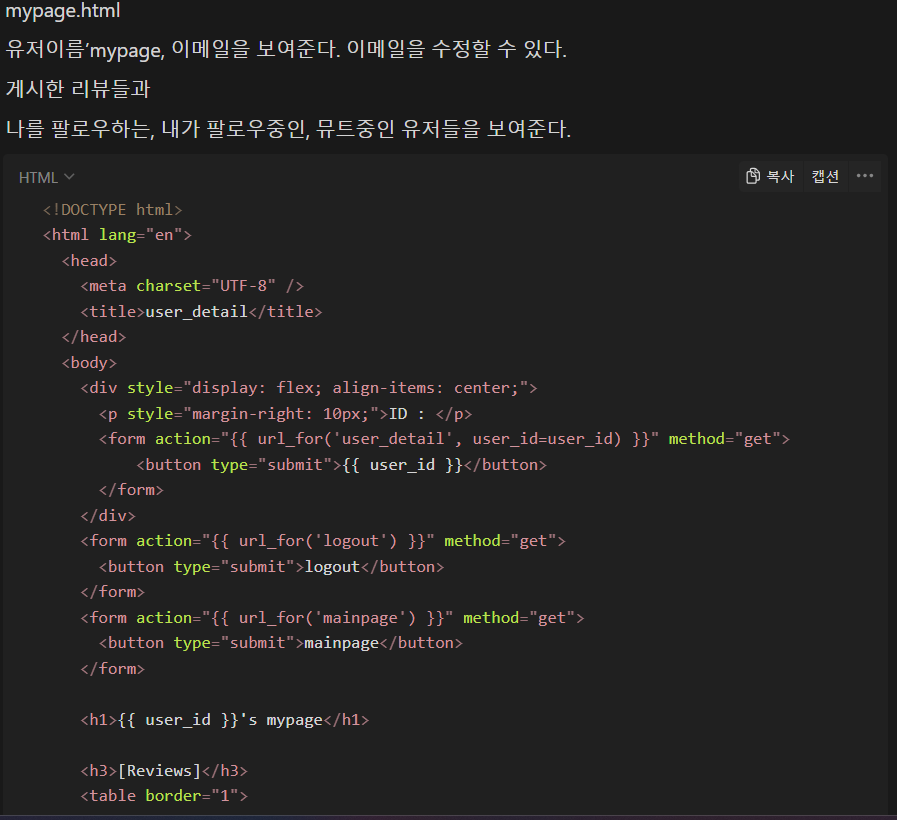 mypage.html
유저이름‘mypage, 이메일을 보여준다. 이메일을 수정할 수 있다.
게시한 리뷰들과
나를 팔로우하는, 내가 팔로우중인, 뮤트중인 유저들을 보여준다.
HTML 복사 캡션 ···
<!DOCTYPE html>
<html lang="en">
<head>
<meta charset="UTF-8" />
<title>user_detail</title>
</head>
<body>
<div style="display: flex; align-items: center;">
<p style="margin-right: 10px;">ID : </p>
<form action="{{ url_for('user_detail', user_id=user_id) }}" method="get">
<button type="submit">{{ user_id }}</button>
</form>
</div>
<form action="{{ url_for('logout') }}" method="get">
<button type="submit">logout</button>
</form>
<form action="{{ url_for('mainpage') }}" method="get">
<button type="submit">mainpage</button>
</form>
<h1>{{ user_id }}'s mypage</h1>
<h3>[Reviews]</h3>
<table border="1">